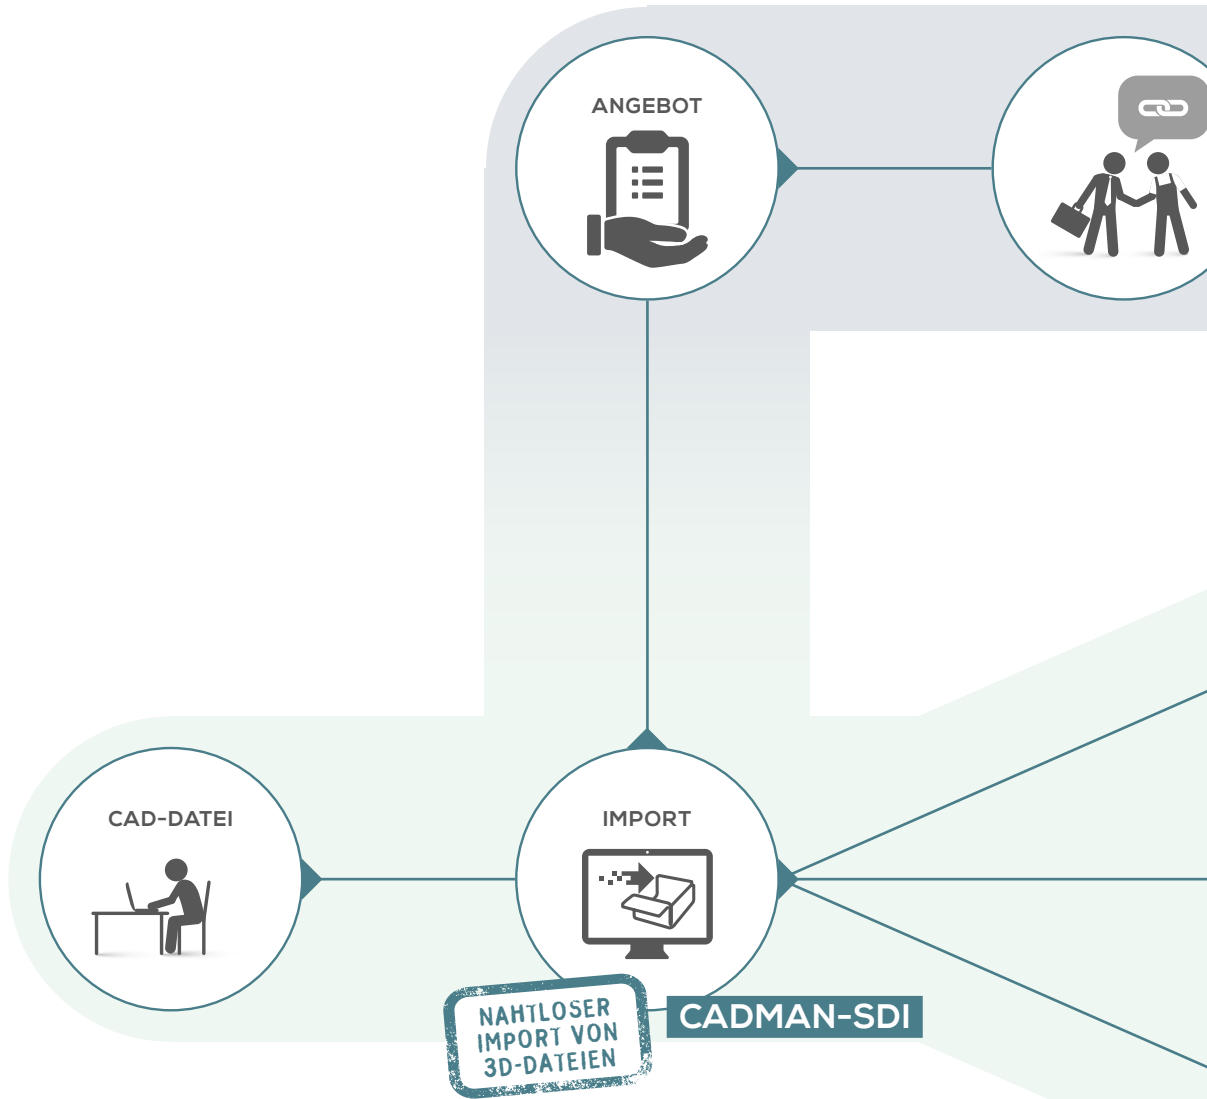 ANGEBOT
CAD-DATEI
IMPORT
NAHTLOSER
IMPORT VON
3D-DATEIEN
CADMAN-SDI